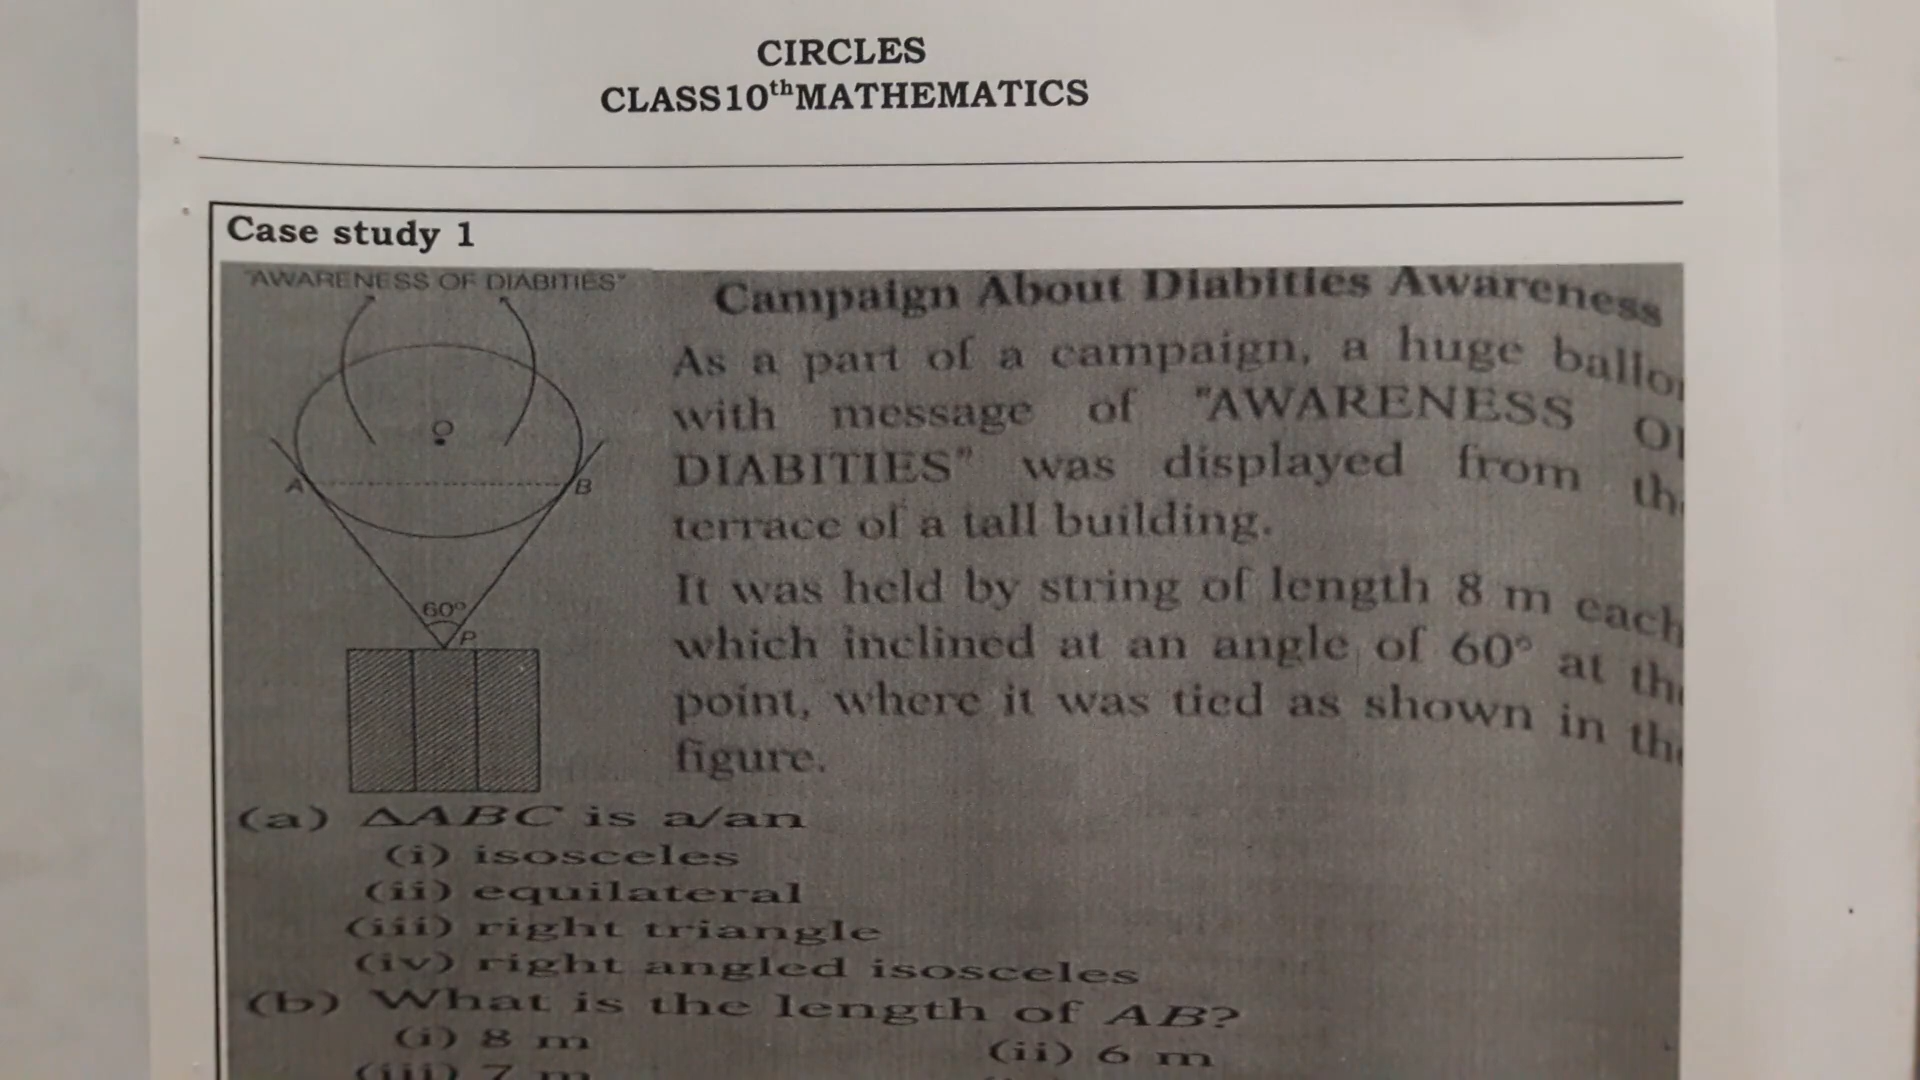 CIRCLES
CLASS10thMATHEMATICS
Case study 1
"AWARENESS OF DIABITIES"
O
A
B
60°
P
Campaign About Diabities Awareness
As a part of a campaign, a huge ballo
with message of "AWARENESS O
DIABITIES" was displayed from th
terrace of a tall building.
It was held by string of length 8 m each
which inclined at an angle of 60° at th
point, where it was tied as shown in the
figure.
(a) ΔABC is a/an
(i) isosceles
(ii) equilateral
(iii) right triangle
(iv) right angled isosceles
(b) What is the length of AB?
(i) 8 m
(ii) 6 m
(iii) 7 m